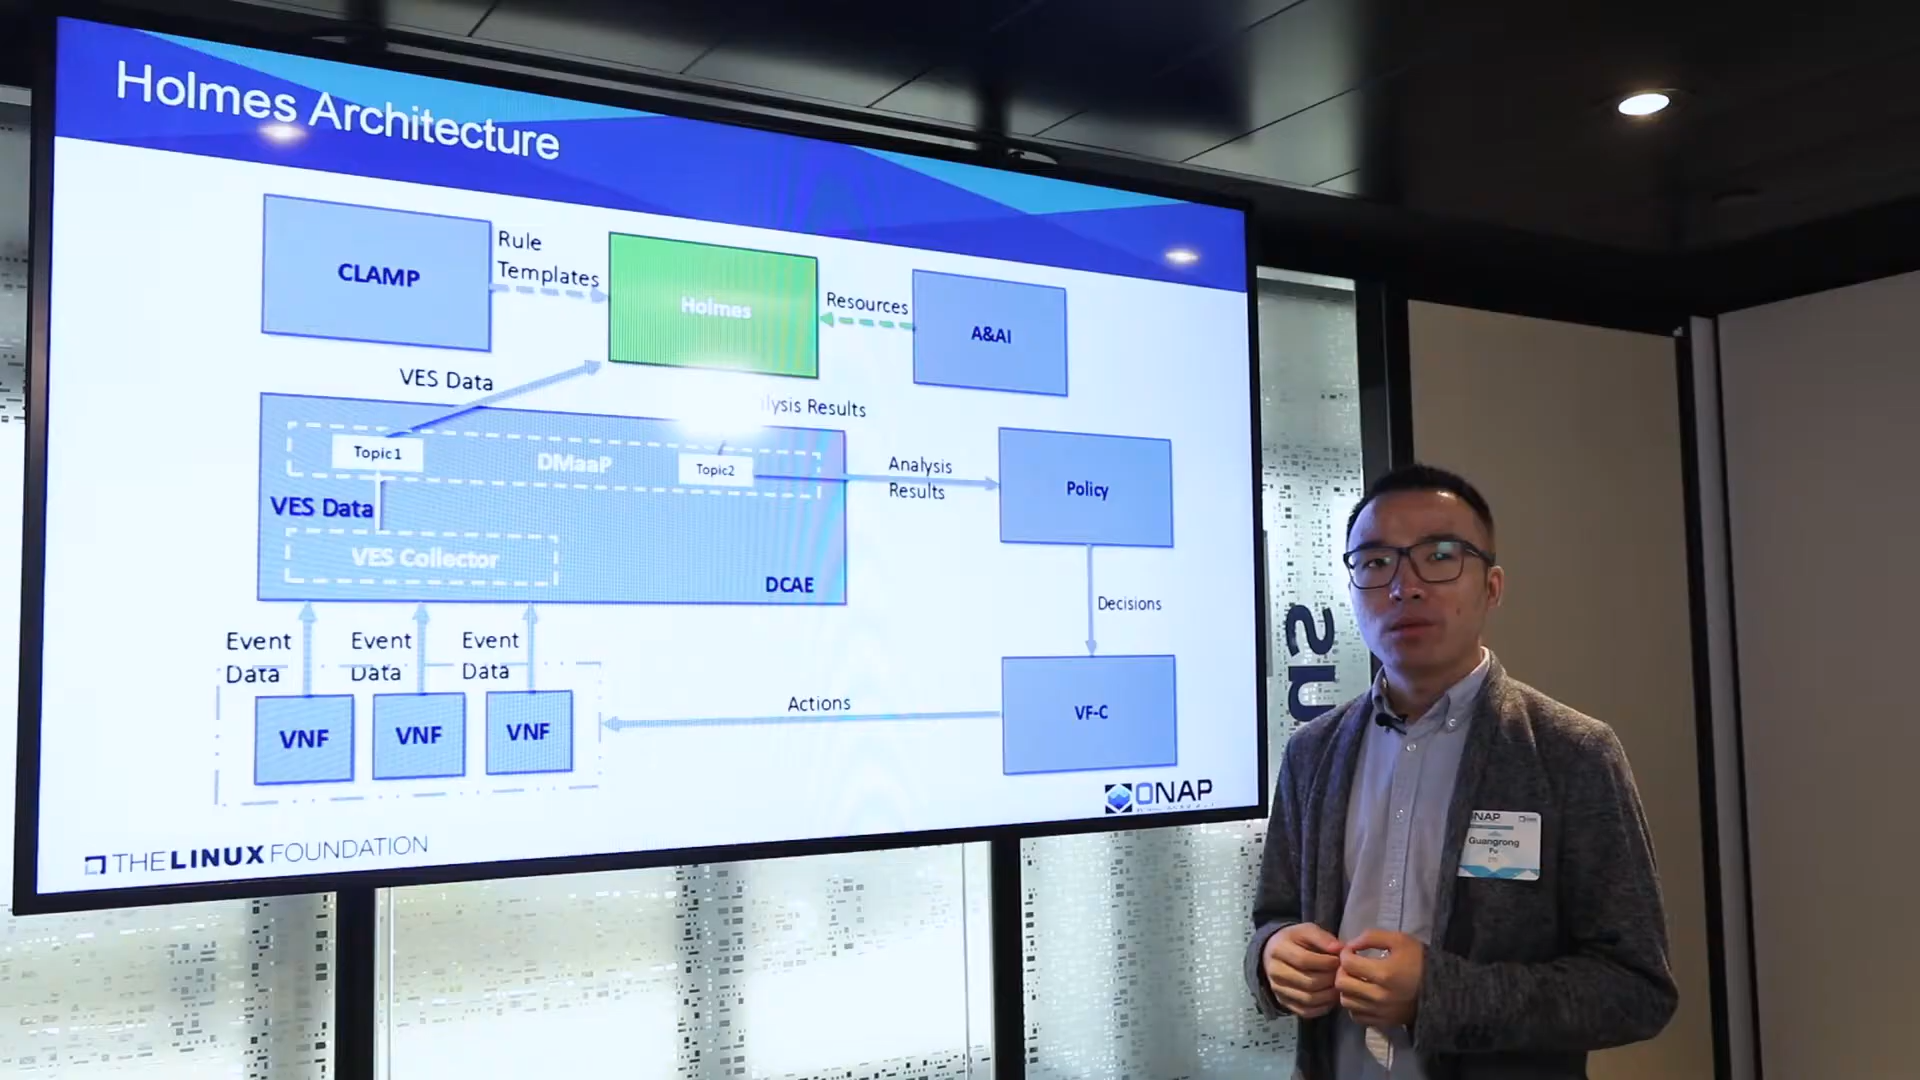 Holmes Architecture
CLAMP
Rule
Templates
Holmes
Resources
A&AI
VES Data
lysis Results
Topic1
DMaaP
Topic2
Analysis
Results
Policy
VES Data
VES Collector
DCAE
Decisions
Event
Data
Event
Data
Event
Data
VNF
VNF
VNF
Actions
VF-C
ONAP
THE LINUX FOUNDATION
NAP
Guangrong
Fu